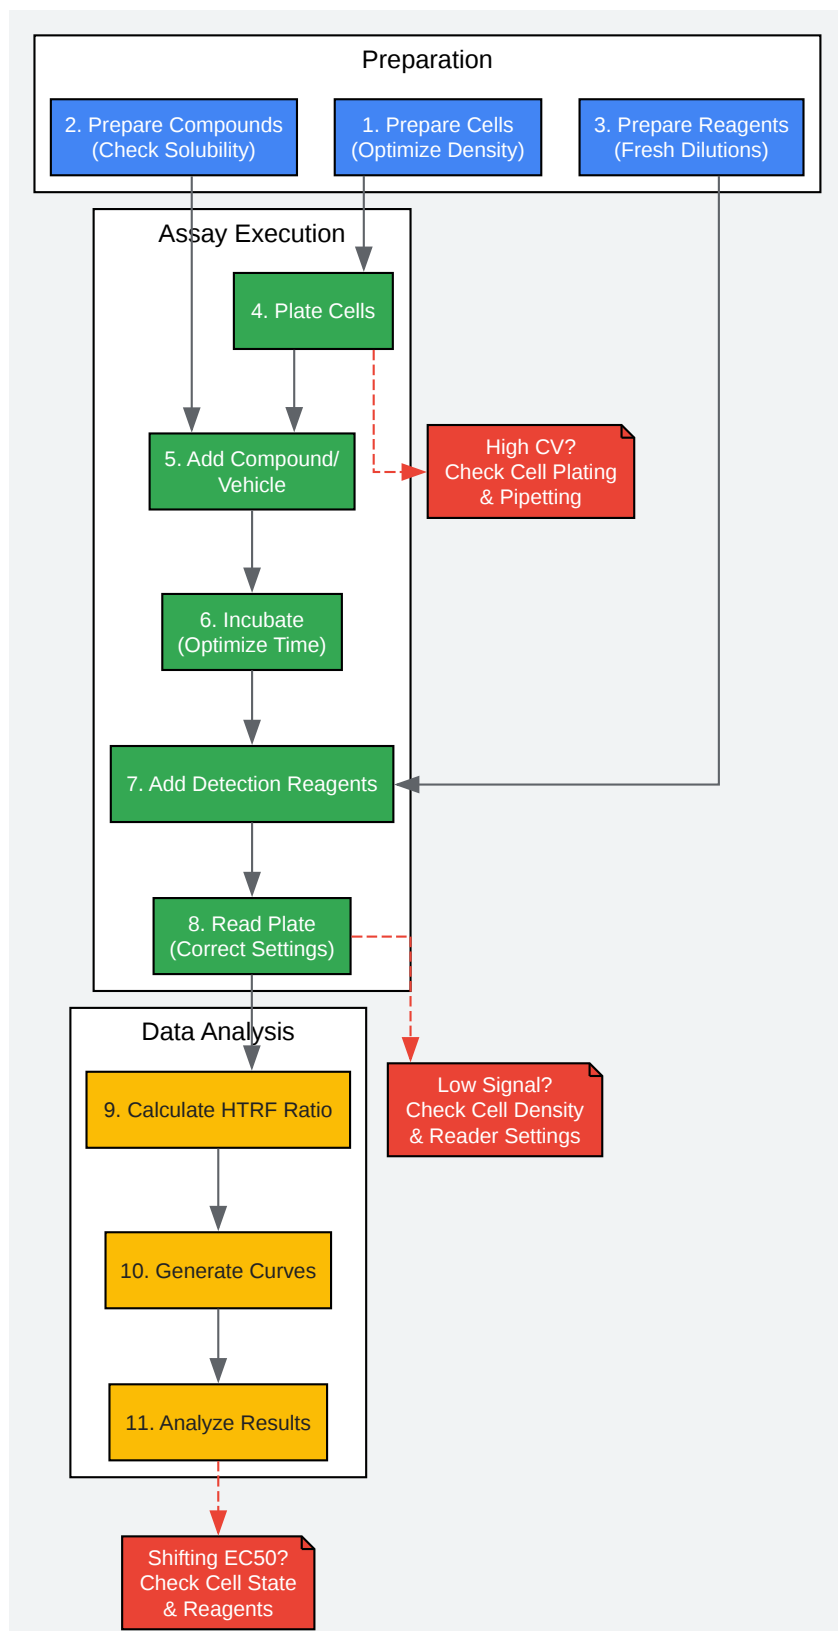 Preparation
2. Prepare Compounds
(Check Solubility)
1. Prepare Cells
(Optimize Density)
3. Prepare Reagents
(Fresh Dilutions)
Assay Execution
4. Plate Cells
5. Add Compound/
Vehicle
High CV?
Check Cell Plating
& Pipetting
6. Incubate
(Optimize Time)
7. Add Detection Reagents
8. Read Plate
(Correct Settings)
Data Analysis
9. Calculate HTRF Ratio
Low Signal?
Check Cell Density
& Reader Settings
10. Generate Curves
11. Analyze Results
Shifting EC50?
Check Cell State
& Reagents